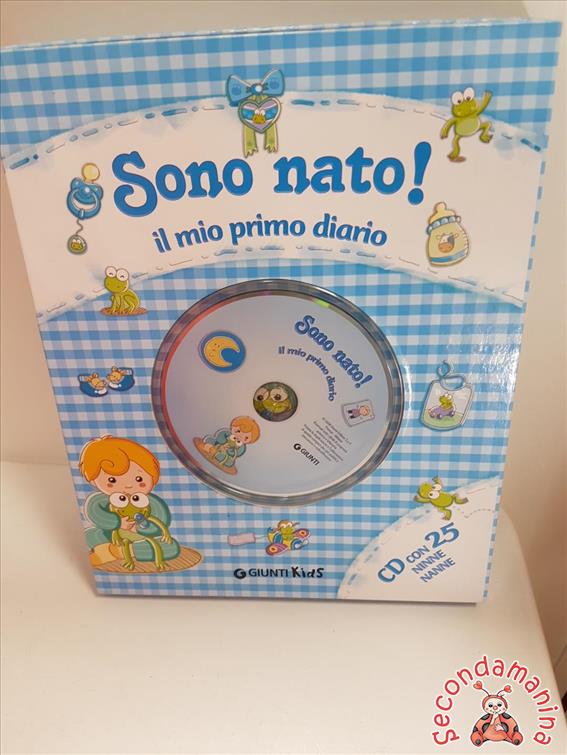 Sono nato!
il mio primo diario
Sono nato!
il mio primo diario
GIUNTI
CD CON 25
NINNE
NANNE
GIUNTI KidS
Secondamanina